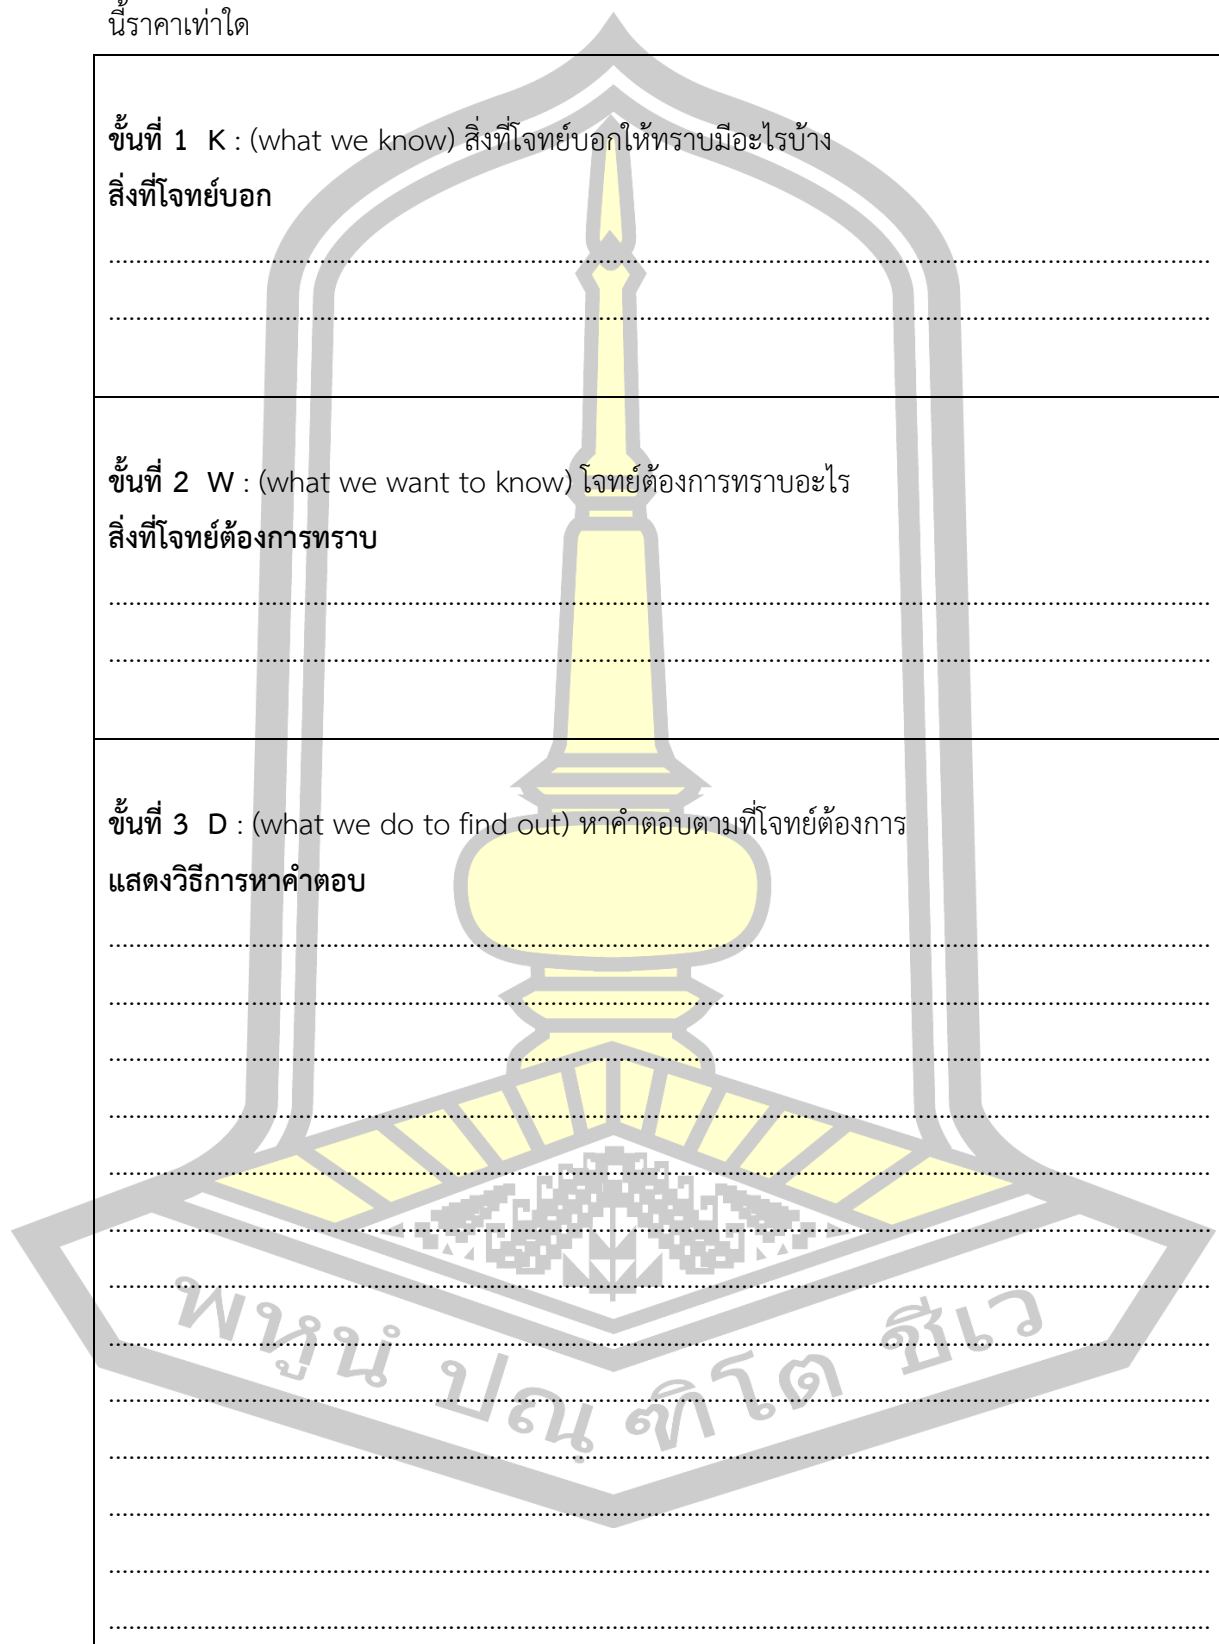 นี้ราคาเท่าใด
ขั้นที่ 1 K : (what we know) สิ่งที่โจทย์บอกให้ทราบมีอะไรบ้าง
สิ่งที่โจทย์บอก
ขั้นที่ 2 W : (what we want to know) โจทย์ต้องการทราบอะไร
สิ่งที่โจทย์ต้องการทราบ
ขั้นที่ 3 D : (what we do to find out) หาคำตอบตามที่โจทย์ต้องการ
แสดงวิธีการหาคำตอบ
พหูนํ ปณฺฑิโต ชีเว